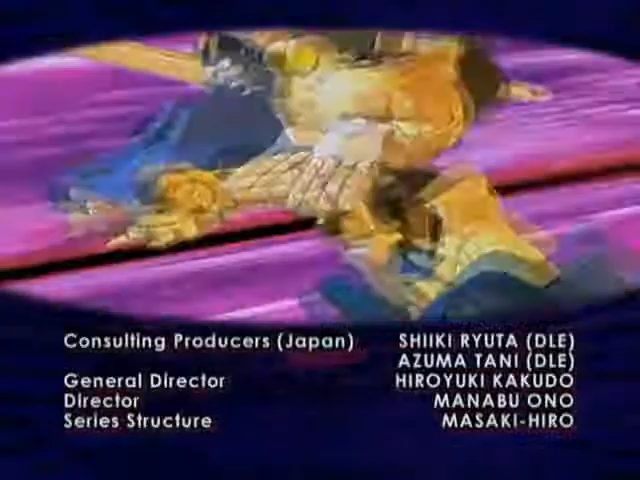 Consulting Producers (Japan) SHIIKI RYUTA (DLE)
AZUMA TANI (DLE)
General Director HIROYUKI KAKUDO
Director MANABU ONO
Series Structure MASAKI-HIRO